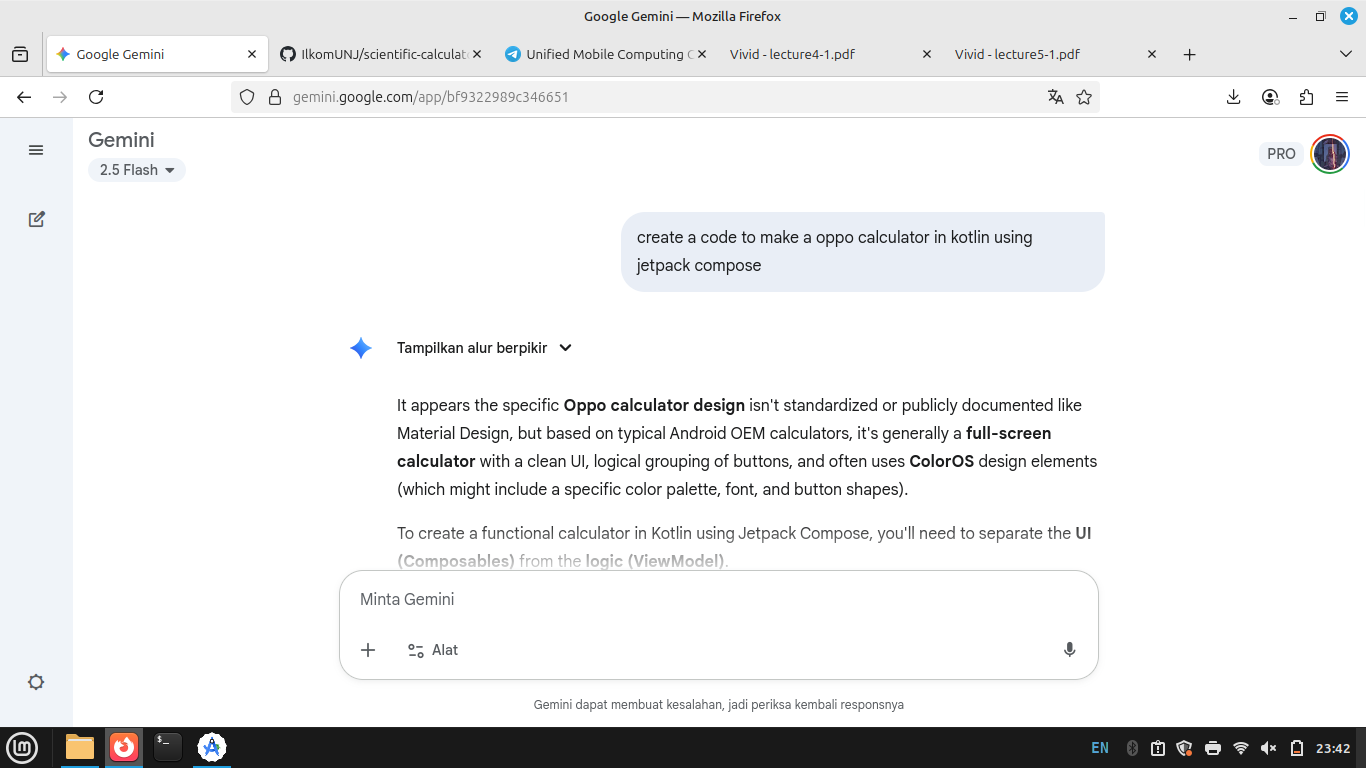 Google Gemini — Mozilla Firefox
Google Gemini
IlkomUNJ/scientific-calculat
Unified Mobile Computing
Vivid - lecture4-1.pdf
Vivid - lecture5-1.pdf
gemini.google.com/app/bf9322989c346651
Gemini
2.5 Flash
PRO
create a code to make a oppo calculator in kotlin using
jetpack compose
Tampilkan alur berpikir
It appears the specific Oppo calculator design isn't standardized or publicly documented like
Material Design, but based on typical Android OEM calculators, it's generally a full-screen
calculator with a clean UI, logical grouping of buttons, and often uses ColorOS design elements
(which might include a specific color palette, font, and button shapes).
To create a functional calculator in Kotlin using Jetpack Compose, you'll need to separate the UI
(Composables) from the logic (ViewModel).
Minta Gemini
Alat
Gemini dapat membuat kesalahan, jadi periksa kembali responsnya
EN
23:42